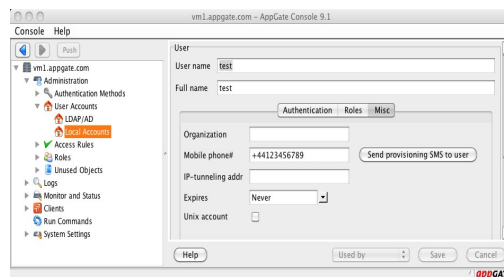 vm1.appgate.com – AppGate Console 9.1
Console Help
Push
vm1.appgate.com
Administration
Authentication Methods
User Accounts
LDAP/AD
Local Accounts
Access Rules
Roles
Unused Objects
Logs
Monitor and Status
Clients
Run Commands
System Settings
User
User name test
Full name test
Authentication Roles Misc
Organization
Mobile phone# +44123456789 Send provisioning SMS to user
IP-tunneling addr
Expires Never
Unix account
Help Used by Save Cancel
appGA